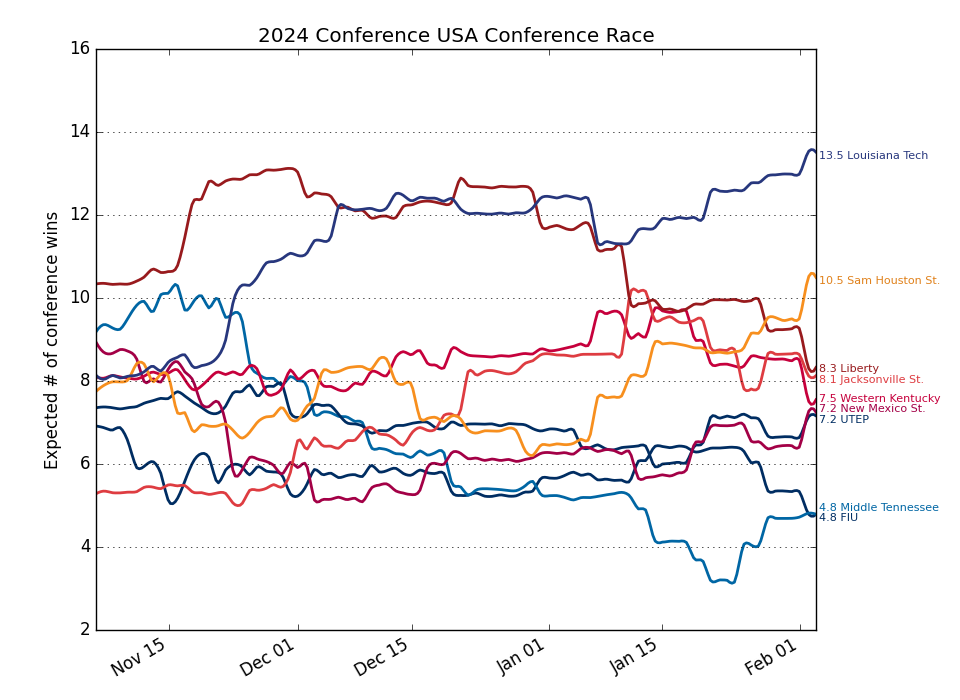 2024 Conference USA Conference Race
Expected # of conference wins
16
14
12
10
8
6
4
2
Nov 15
Dec 01
Dec 15
Jan 01
Jan 15
Feb 01
13.5 Louisiana Tech
10.5 Sam Houston St.
8.3 Liberty
8.1 Jacksonville St.
7.5 Western Kentucky
7.2 New Mexico St.
7.2 UTEP
4.8 Middle Tennessee
4.8 FIU